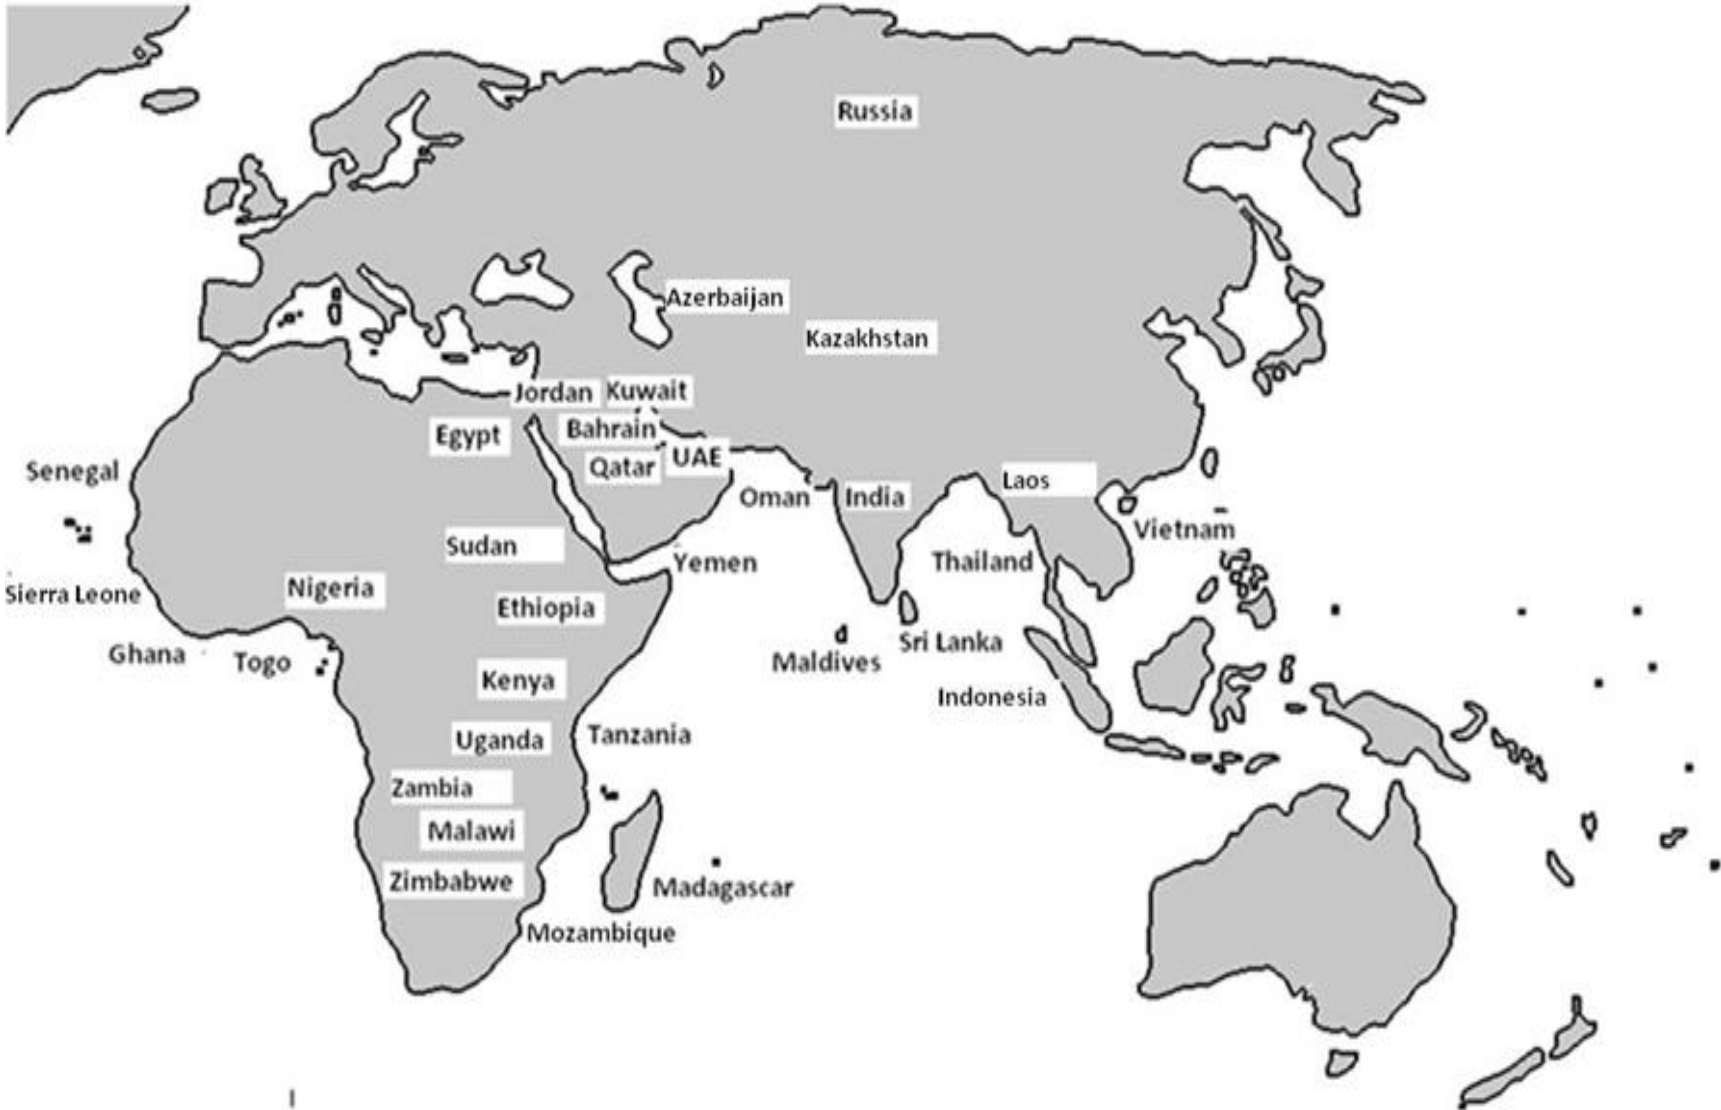 Russia
Azerbaijan
Kazakhstan
Jordan
Kuwait
Egypt
Bahrain
Senegal
Qatar
UAE
Oman
India
Laos
Vietnam
Sudan
Yemen
Thailand
Sierra Leone
Nigeria
Ethiopia
Ghana
Togo
Maldives
Sri Lanka
Kenya
Indonesia
Uganda
Tanzania
Zambia
Malawi
Zimbabwe
Madagascar
Mozambique